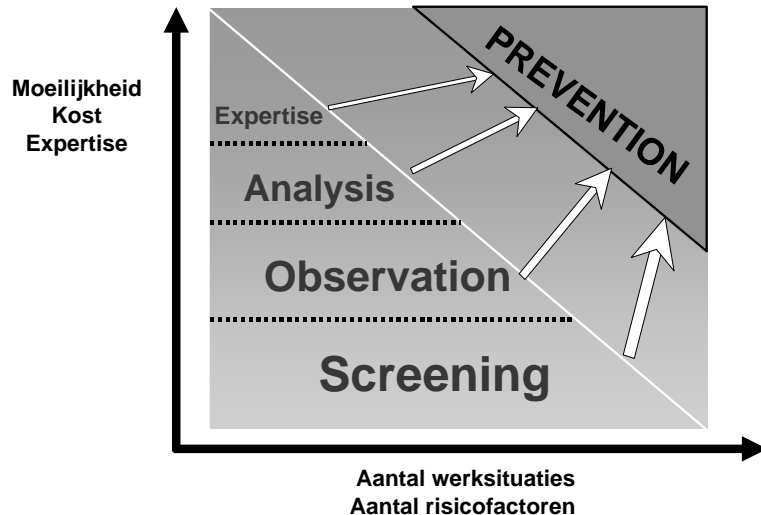 Moeilijkheid
Kost
Expertise
PREVENTION
Expertise
Analysis
Observation
Screening
Aantal werksituaties
Aantal risicofactoren